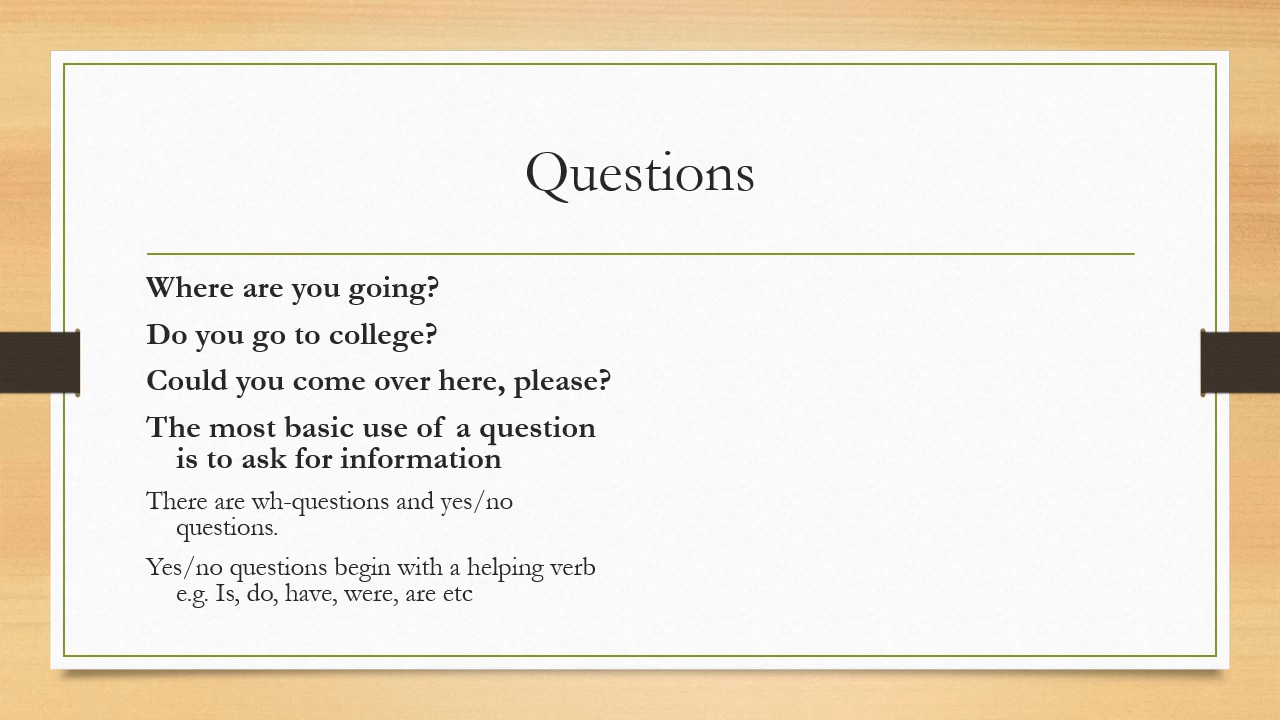 Questions
Where are you going?
Do you go to college?
Could you come over here, please?
The most basic use of a question
is to ask for information
There are wh-questions and yes/no
questions.
Yes/no questions begin with a helping verb
e.g. Is, do, have, were, are etc